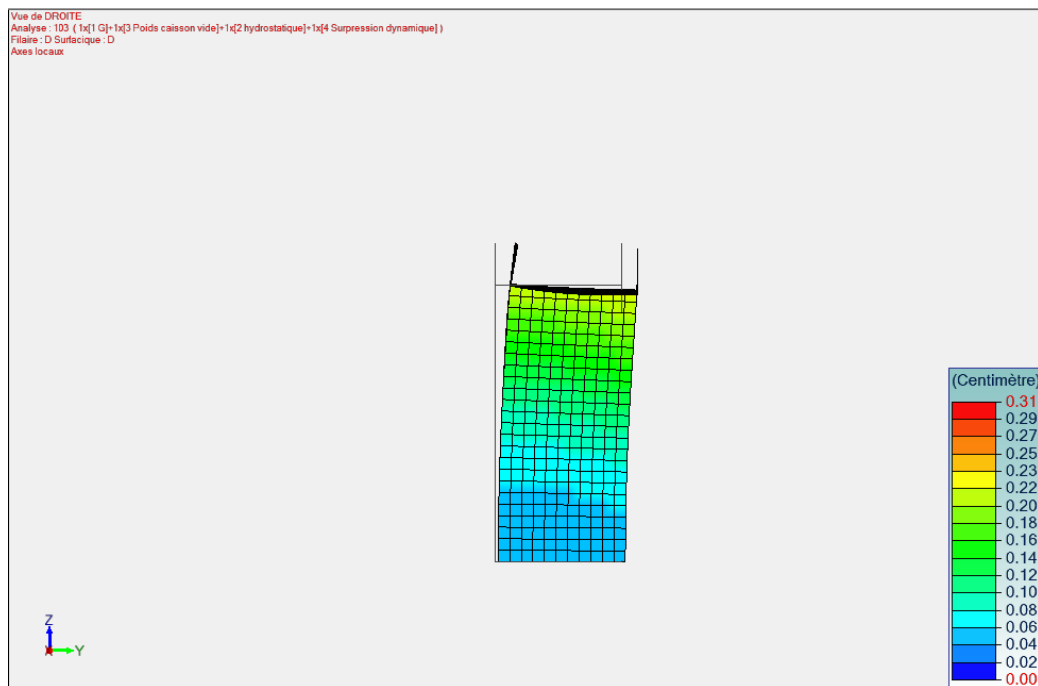 Vue de DROITE
Analyse : 103 ( 1x[1 G]+1x[3 Poids caisson vide]+1x[2 hydrostatique]+1x[4 Surpression dynamique] )
Filaire : D Surfacique : D
Axes locaux
(Centimètre)
0.31
0.29
0.27
0.25
0.23
0.22
0.20
0.18
0.16
0.14
0.12
0.10
0.08
0.06
0.04
0.02
0.00
Z
X
Y